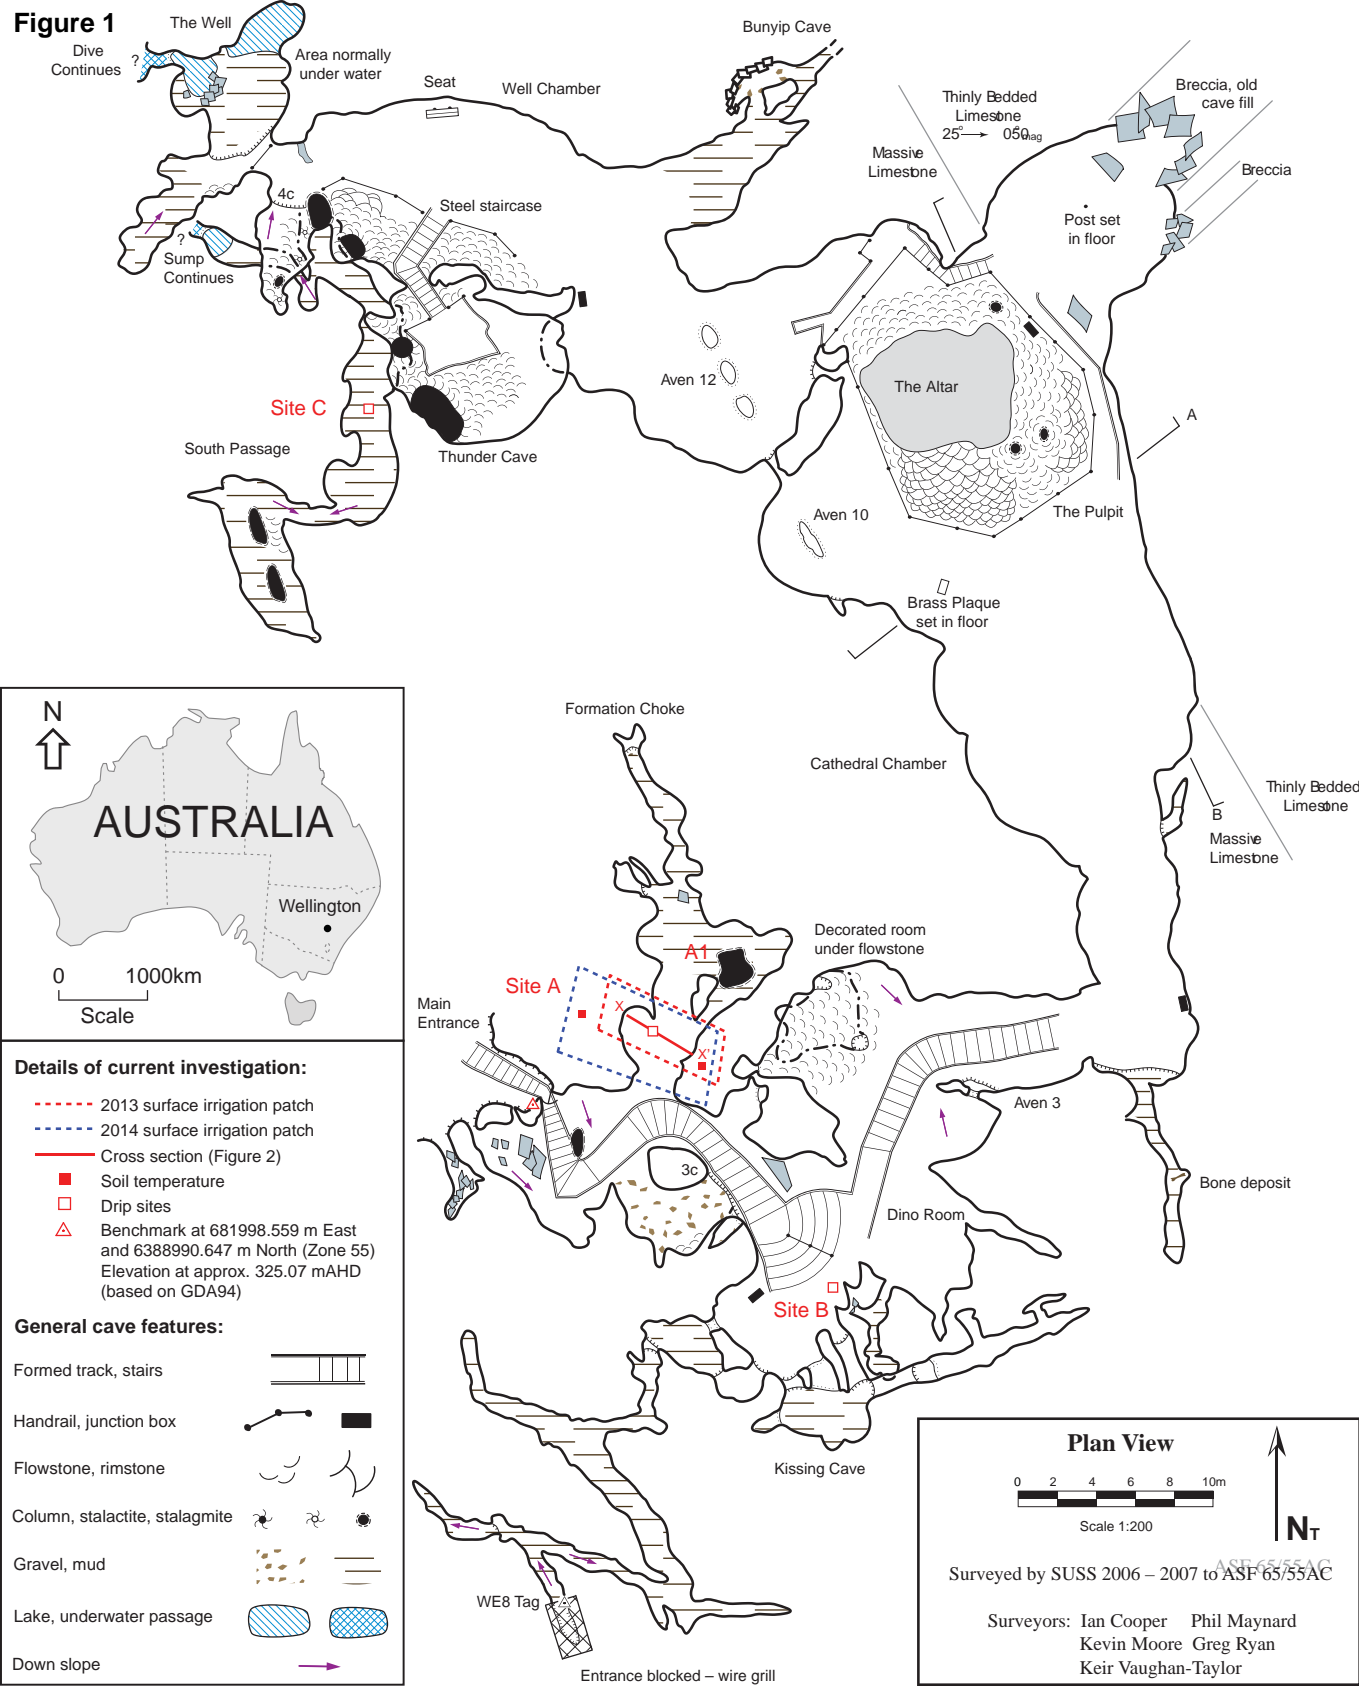 Figure 1
The Well
Dive
Continues
?
Area normally
under water
Seat
Well Chamber
Bunyip Cave
Thinly Bedded
Limestone
25° → 050°mag
Massive
Limestone
Breccia, old
cave fill
Breccia
Post set
in floor
4c
Steel staircase
?
Sump
Continues
Aven 12
The Altar
Site C
A
South Passage
Thunder Cave
Aven 10
The Pulpit
Brass Plaque
set in floor
N
AUSTRALIA
Wellington
0 1000km
Scale
Formation Choke
Cathedral Chamber
Thinly Bedded
Limestone
B
Massive
Limestone
Decorated room
under flowstone
A1
Site A
X
X'
Main
Entrance
Aven 3
3c
Bone deposit
Dino Room
Site B
Kissing Cave
WE8 Tag
Entrance blocked – wire grill
Details of current investigation:
2013 surface irrigation patch
2014 surface irrigation patch
Cross section (Figure 2)
Soil temperature
Drip sites
Benchmark at 681998.559 m East
and 6388990.647 m North (Zone 55)
Elevation at approx. 325.07 mAHD
(based on GDA94)
General cave features:
Formed track, stairs
Handrail, junction box
Flowstone, rimstone
Column, stalactite, stalagmite
Gravel, mud
Lake, underwater passage
Down slope
Plan View
0 2 4 6 8 10m
Scale 1:200
NT
ASF 65/55AC
Surveyed by SUSS 2006 – 2007 to ASF 65/55AC
Surveyors: Ian Cooper Phil Maynard
Kevin Moore Greg Ryan
Keir Vaughan-Taylor